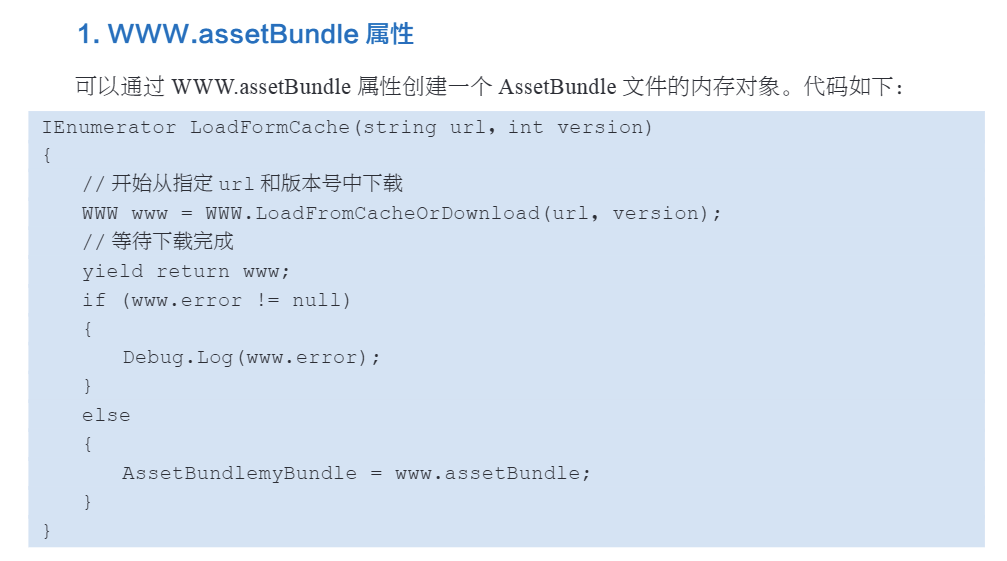 1. WWW.assetBundle 属性
可以通过 WWW.assetBundle 属性创建一个 AssetBundle 文件的内存对象。代码如下：
IEnumerator LoadFormCache(string url，int version)
{
// 开始从指定 url 和版本号中下载
WWW www = WWW.LoadFromCacheOrDownload(url，version);
// 等待下载完成
yield return www;
if (www.error != null)
{
Debug.Log(www.error);
}
else
{
AssetBundlemyBundle = www.assetBundle;
}
}